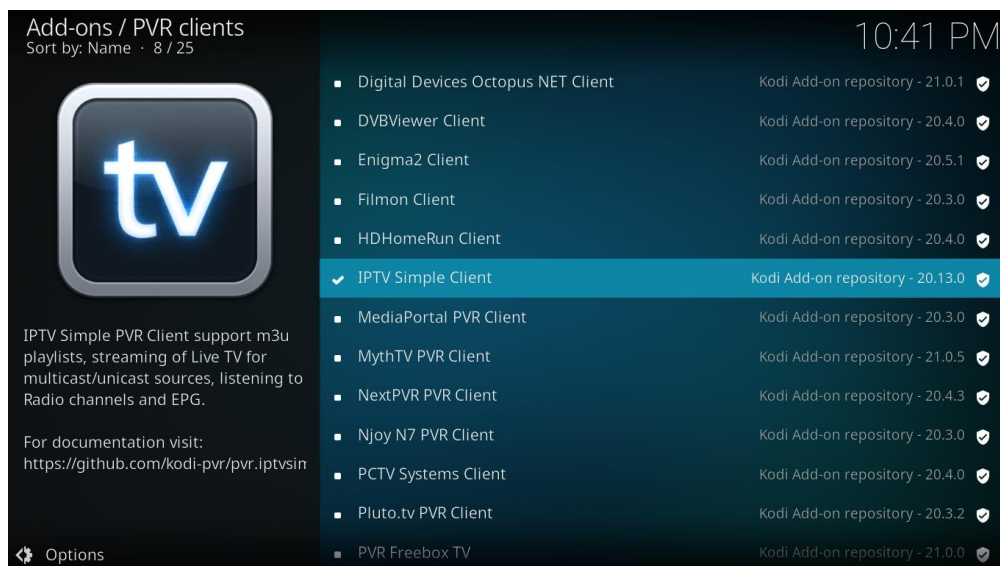 Add-ons / PVR clients
Sort by: Name · 8 / 25
10:41 PM
tv
IPTV Simple PVR Client support m3u
playlists, streaming of Live TV for
multicast/unicast sources, listening to
Radio channels and EPG.
For documentation visit:
https://github.com/kodi-pvr/pvr.iptvsim
Options
Digital Devices Octopus NET Client Kodi Add-on repository - 21.0.1
DVBViewer Client Kodi Add-on repository - 20.4.0
Enigma2 Client Kodi Add-on repository - 20.5.1
Filmon Client Kodi Add-on repository - 20.3.0
HDHomeRun Client Kodi Add-on repository - 20.4.0
IPTV Simple Client Kodi Add-on repository - 20.13.0
MediaPortal PVR Client Kodi Add-on repository - 20.3.0
MythTV PVR Client Kodi Add-on repository - 21.0.5
NextPVR PVR Client Kodi Add-on repository - 20.4.3
Njoy N7 PVR Client Kodi Add-on repository - 20.3.0
PCTV Systems Client Kodi Add-on repository - 20.4.0
Pluto.tv PVR Client Kodi Add-on repository - 20.3.2
PVR Freebox TV Kodi Add-on repository - 21.0.0